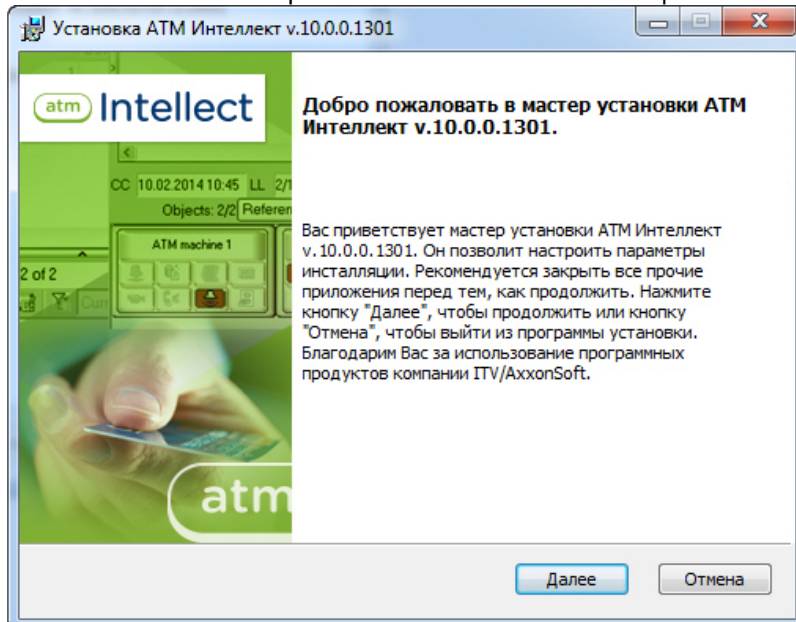 Установка ATM Интеллект v.10.0.0.1301
atm Intellect
CC 10.02.2014 10:45 LL
Objects: 2/2
ATM machine 1
2 of 2
Добро пожаловать в мастер установки ATM
Интеллект v.10.0.0.1301.
Вас приветствует мастер установки ATM Интеллект
v.10.0.0.1301. Он позволит настроить параметры
инсталляции. Рекомендуется закрыть все прочие
приложения перед тем, как продолжить. Нажмите
кнопку "Далее", чтобы продолжить или кнопку
"Отмена", чтобы выйти из программы установки.
Благодарим Вас за использование программных
продуктов компании ITV/AxxonSoft.
atm
Далее
Отмена